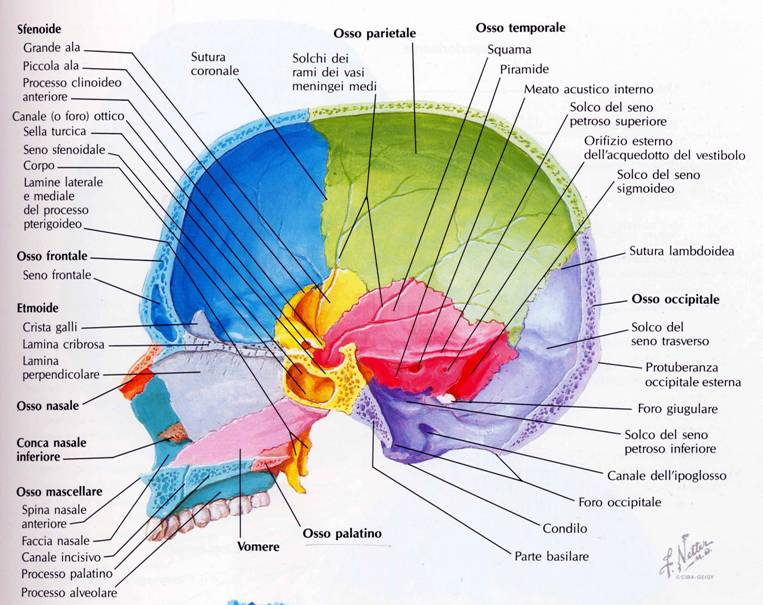 Sfenoide
Grande ala
Piccola ala
Processo clinoideo
anteriore
Canale (o foro) ottico
Sella turcica
Seno sfenoidale
Corpo
Lamine laterale
e mediale
del processo
pterigoideo
Osso frontale
Seno frontale
Etmoide
Crista galli
Lamina cribrosa
Lamina
perpendicolare
Osso nasale
Conca nasale
inferiore
Osso mascellare
Spina nasale
anteriore
Faccia nasale
Canale incisivo
Processo palatino
Processo alveolare
Sutura
coronale
Solchi dei
rami dei vasi
meningei medi
Osso parietale
Osso temporale
Squama
Piramide
Meato acustico interno
Solco del seno
petroso superiore
Orifizio esterno
dell'acquedotto del vestibolo
Solco del seno
sigmoideo
Sutura lambdoidea
Osso occipitale
Solco del
seno trasverso
Protuberanza
occipitale esterna
Foro giugulare
Solco del seno
petroso inferiore
Canale dell'ipoglosso
Foro occipitale
Condilo
Parte basilare
Osso palatino
Vomere
F. Netter
M.D.
©CIBA-GEIGY